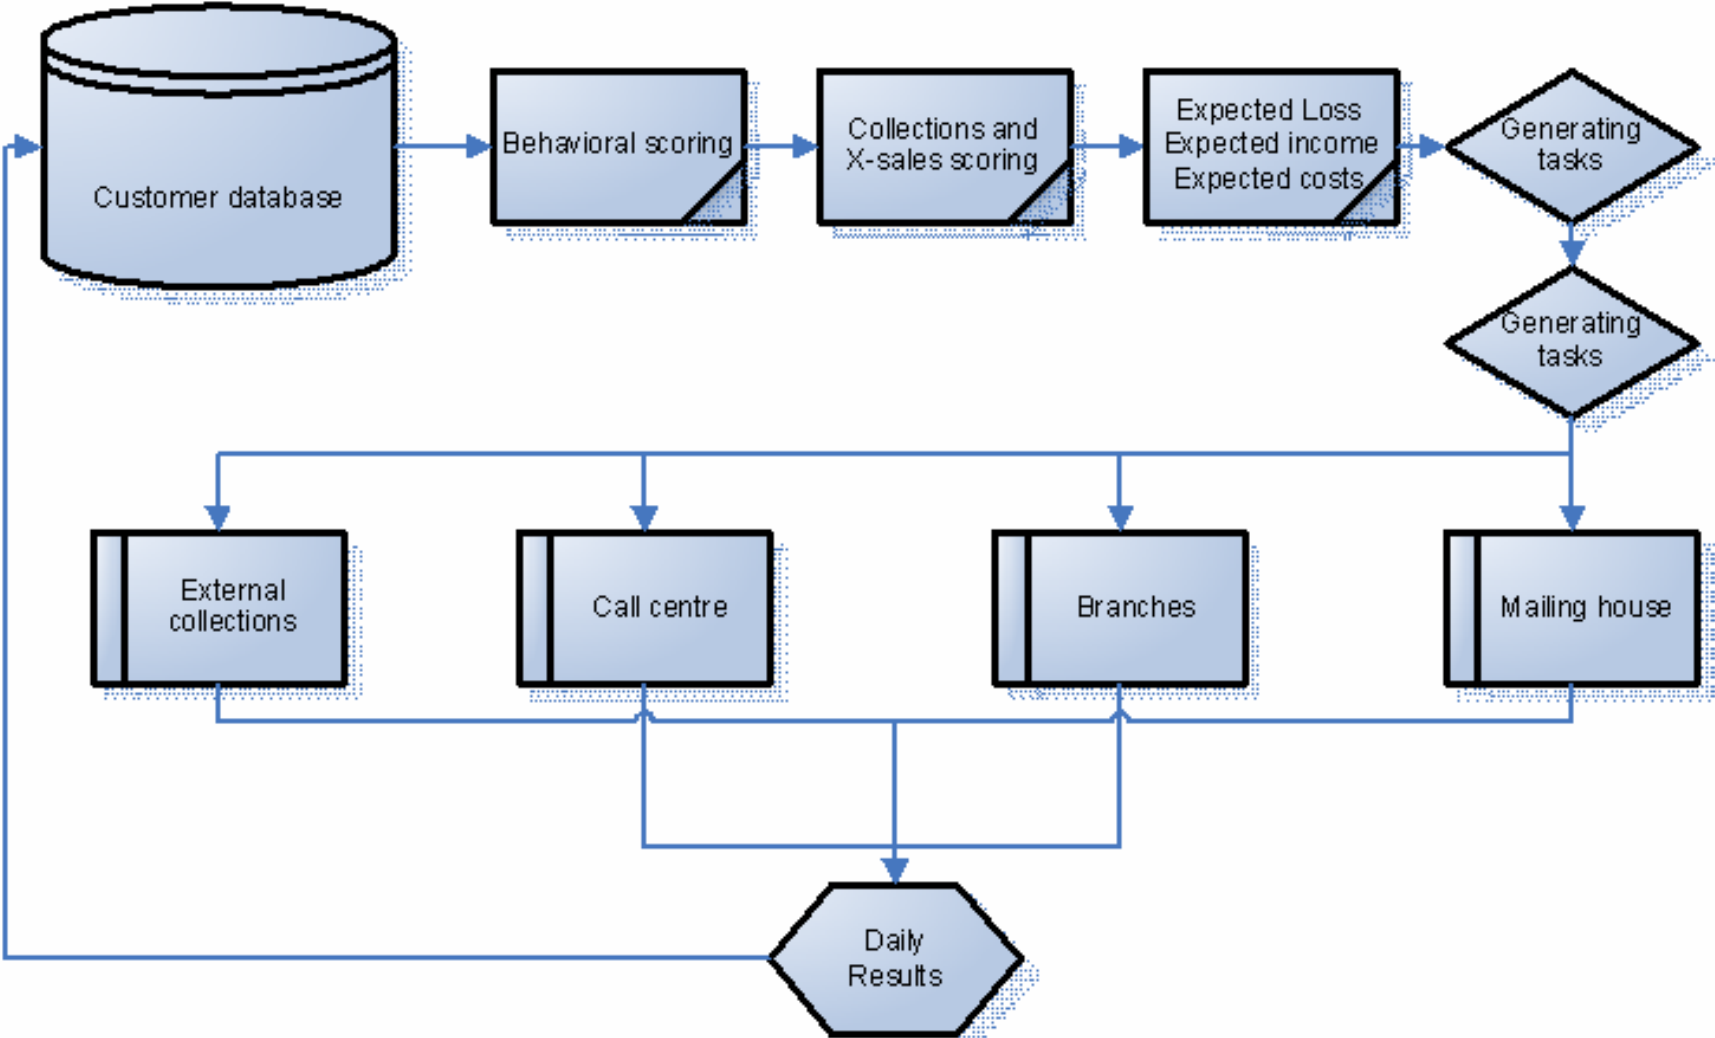 Customer database
Behavioral scoring
Collections and
X-sales scoring
Expected Loss
Expected income
Expected costs
Generating
tasks
Generating
tasks
External
collections
Call centre
Branches
Mailing house
Daily
Results